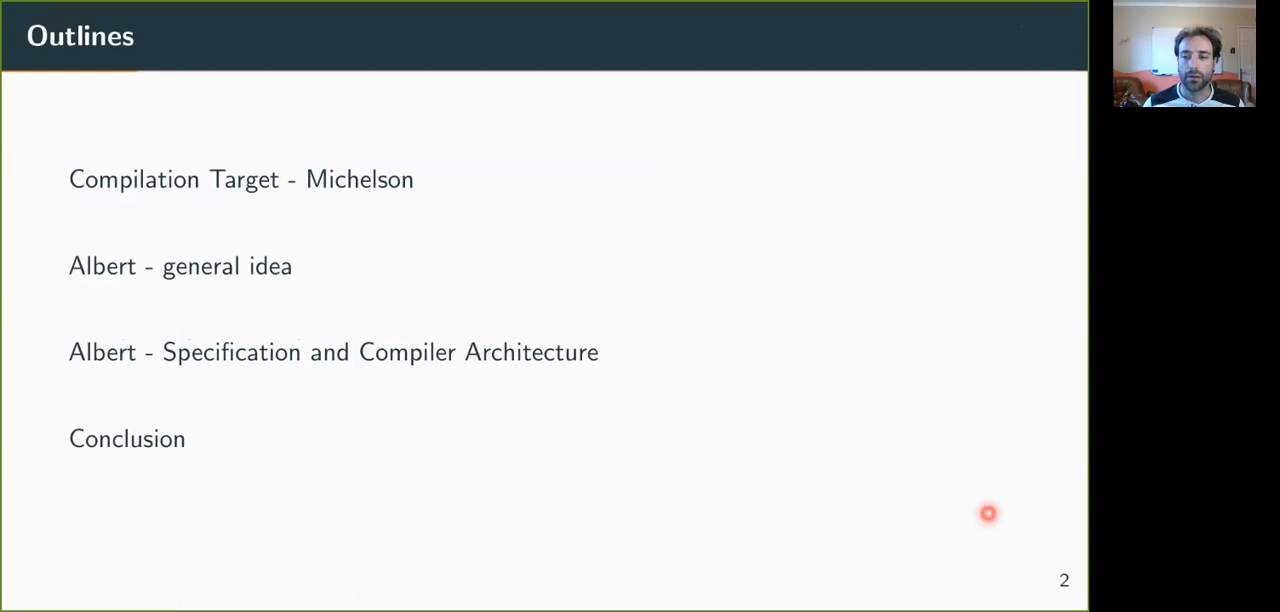 Outlines
Compilation Target - Michelson
Albert - general idea
Albert - Specification and Compiler Architecture
Conclusion
2